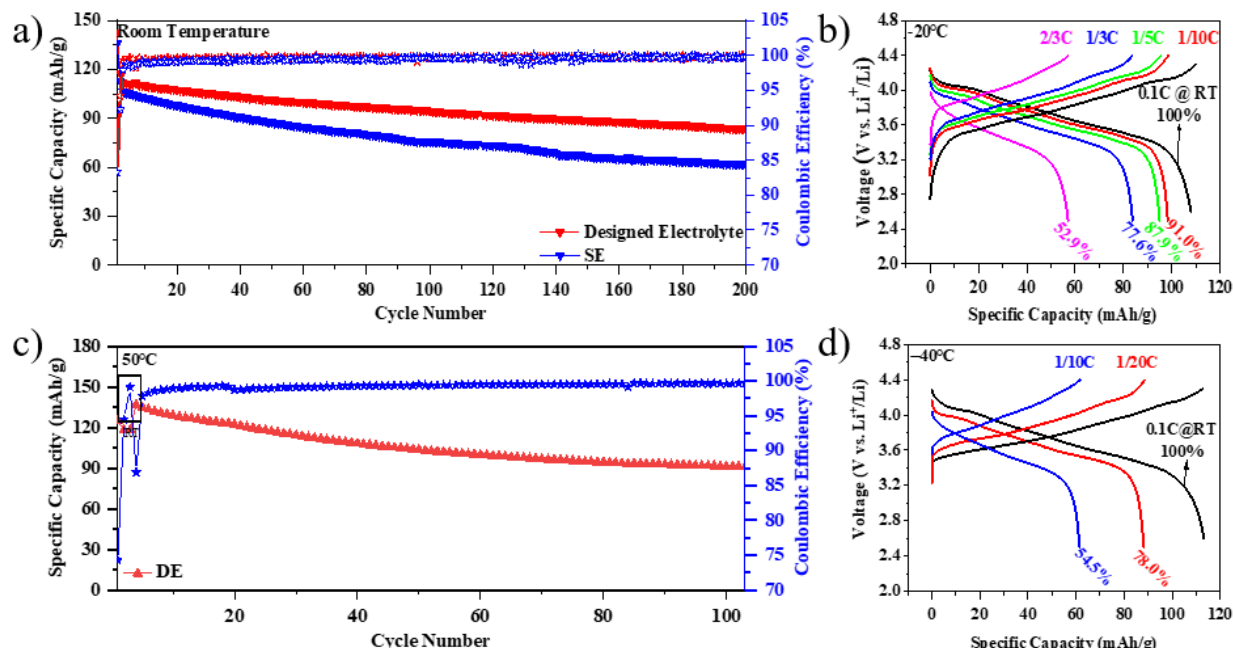 a)
Room Temperature
150
120
90
60
30
0
Specific Capacity (mAh/g)
105
100
95
90
85
80
75
70
Coulombic Efficiency (%)
Designed Electrolyte
SE
20 40 60 80 100 120 140 160 180 200
Cycle Number
b)
-20°C
2/3C 1/3C 1/5C 1/10C
0.1C @ RT
100%
4.8
4.4
4.0
3.6
3.2
2.8
2.4
2.0
Voltage (V vs. Li⁺/Li)
52.9%
77.6%
87.9%
91.0%
0 20 40 60 80 100 120
Specific Capacity (mAh/g)
c)
50°C
180
150
120
90
60
30
0
Specific Capacity (mAh/g)
RT
105
100
95
90
85
80
75
70
Coulombic Efficiency (%)
DE
20 40 60 80 100
Cycle Number
d)
–40°C
1/10C 1/20C
0.1C@RT
100%
4.8
4.4
4.0
3.6
3.2
2.8
2.4
2.0
Voltage (V vs. Li⁺/Li)
54.5%
78.0%
0 20 40 60 80 100 120
Specific Capacity (mAh/g)